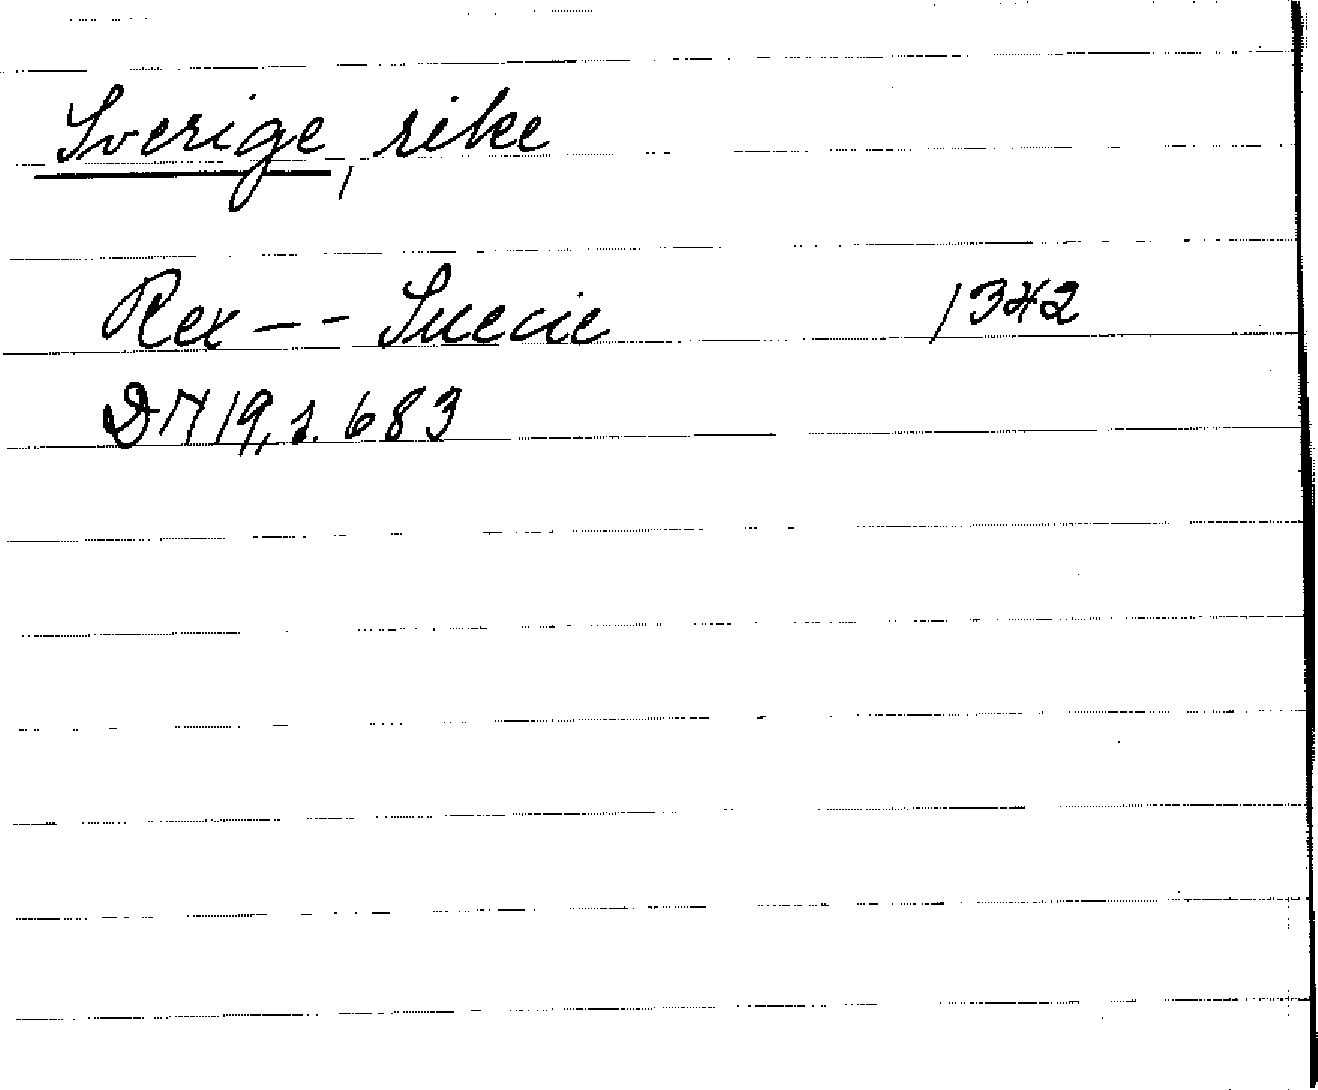 Sverige, rike
Rex - - Suecie 1342
DN 19, s. 683